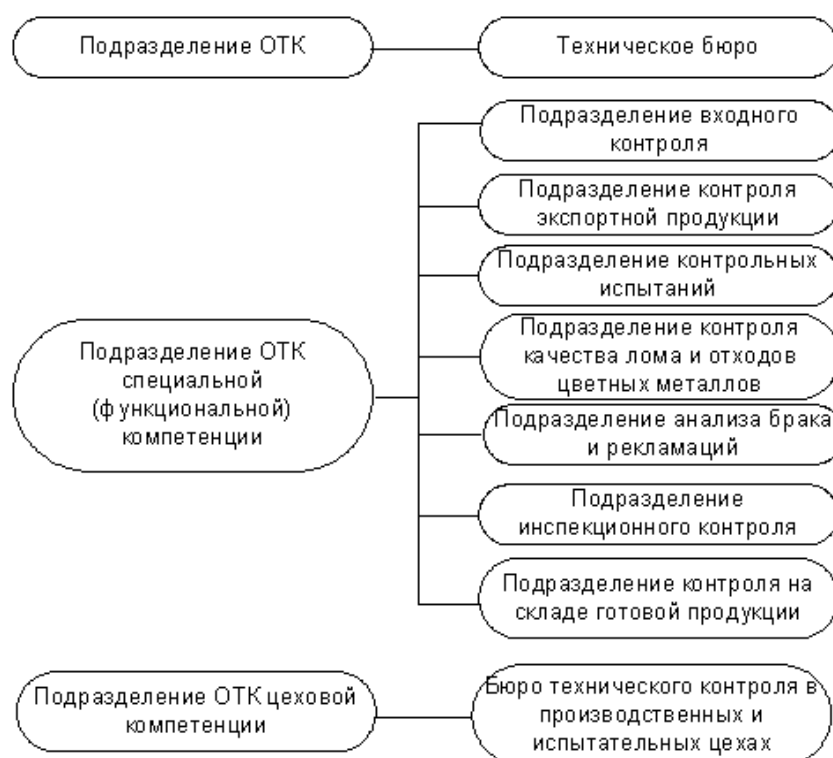 Подразделение ОТК
Техническое бюро
Подразделение входного
контроля
Подразделение контроля
экспортной продукции
Подразделение контрольных
испытаний
Подразделение ОТК
специальной
(функциональной)
компетенции
Подразделение контроля
качества лома и отходов
цветных металлов
Подразделение анализа брака
и рекламаций
Подразделение
инспекционного контроля
Подразделение контроля на
складе готовой продукции
Подразделение ОТК цеховой
компетенции
Бюро технического контроля в
производственных и
испытательных цехах